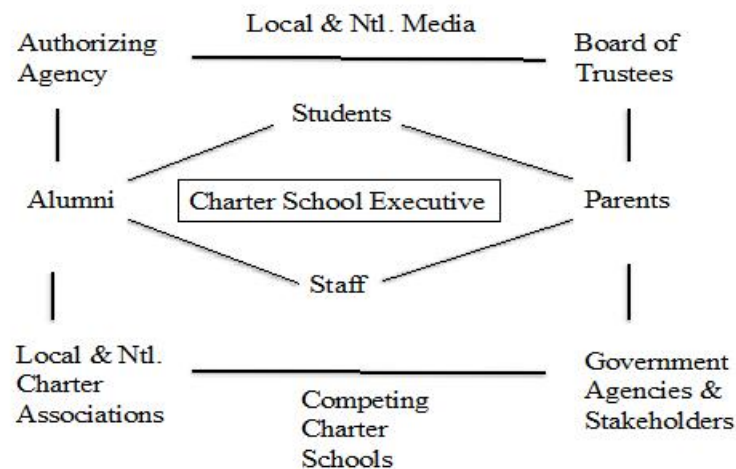 Local & Ntl. Media
Authorizing
Agency
Board of
Trustees
Students
Alumni
Charter School Executive
Parents
Staff
Local & Ntl.
Charter
Associations
Competing
Charter
Schools
Government
Agencies &
Stakeholders